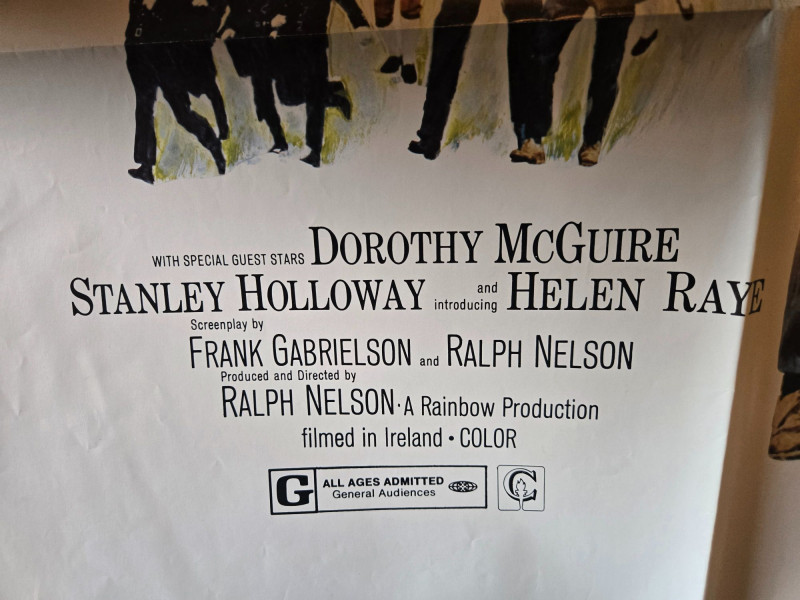 WITH SPECIAL GUEST STARS DOROTHY MCGUIRE
STANLEY HOLLOWAY and introducing HELEN RAYE
Screenplay by
FRANK GABRIELSON and RALPH NELSON
Produced and Directed by
RALPH NELSON · A Rainbow Production
filmed in Ireland • COLOR
G ALL AGES ADMITTED
General Audiences
C